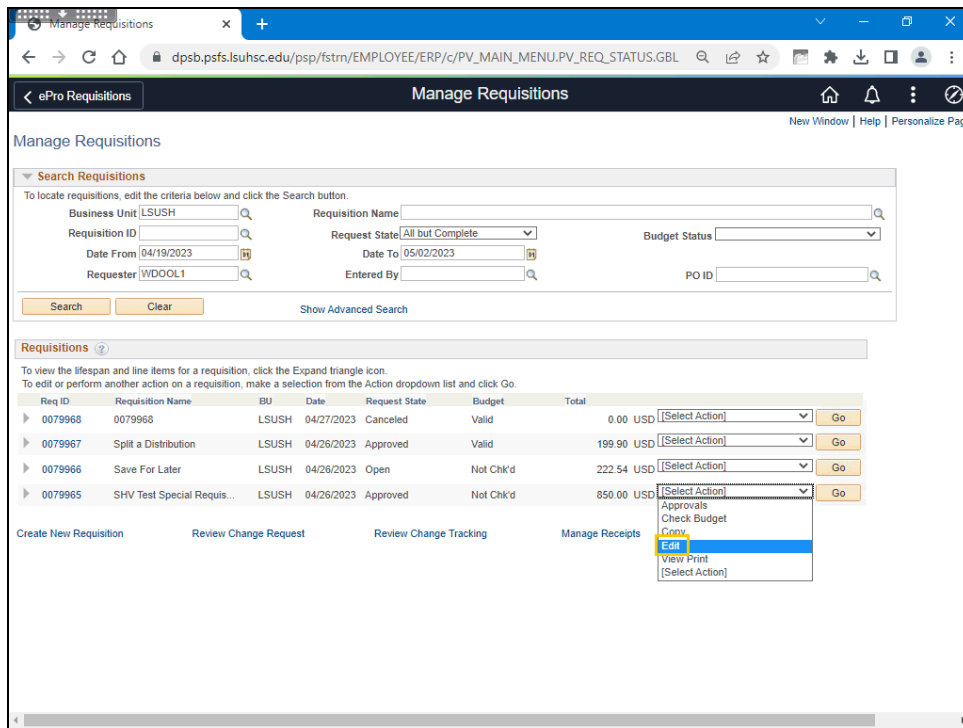 Manage Requisitions
dpsb.psfs.lsuhsc.edu/psp/fstrn/EMPLOYEE/ERP/c/PV_MAIN_MENU.PV_REQ_STATUS.GBL
ePro Requisitions Manage Requisitions
New Window | Help | Personalize Pag
Manage Requisitions
Search Requisitions
To locate requisitions, edit the criteria below and click the Search button.
Business Unit LSUSH Requisition Name
Requisition ID Request State All but Complete Budget Status
Date From 04/19/2023 Date To 05/02/2023
Requester WDOOL1 Entered By PO ID
Search Clear Show Advanced Search
Requisitions ?
To view the lifespan and line items for a requisition, click the Expand triangle icon.
To edit or perform another action on a requisition, make a selection from the Action dropdown list and click Go.
Req ID Requisition Name BU Date Request State Budget Total
0079968 0079968 LSUSH 04/27/2023 Canceled Valid 0.00 USD [Select Action] Go
0079967 Split a Distribution LSUSH 04/26/2023 Approved Valid 199.90 USD [Select Action] Go
0079966 Save For Later LSUSH 04/26/2023 Open Not Chk'd 222.54 USD [Select Action] Go
0079965 SHV Test Special Requis... LSUSH 04/26/2023 Approved Not Chk'd 850.00 USD [Select Action] Go
Approvals
Check Budget
Copy
Edit
View Print
[Select Action]
Create New Requisition Review Change Request Review Change Tracking Manage Receipts